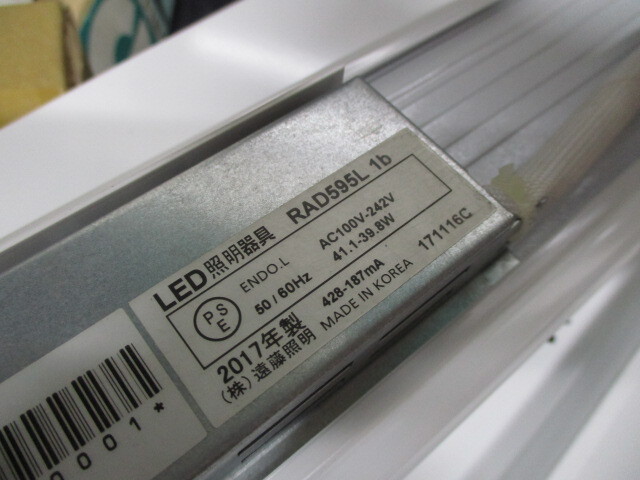 LED照明器具 RAD595L 1b
PS
E
ENDO.L AC100V-242V
50 / 60Hz 41.1-39.8W
428-187mA
2017年製 MADE IN KOREA 171116C
(株)遠藤照明
0001*